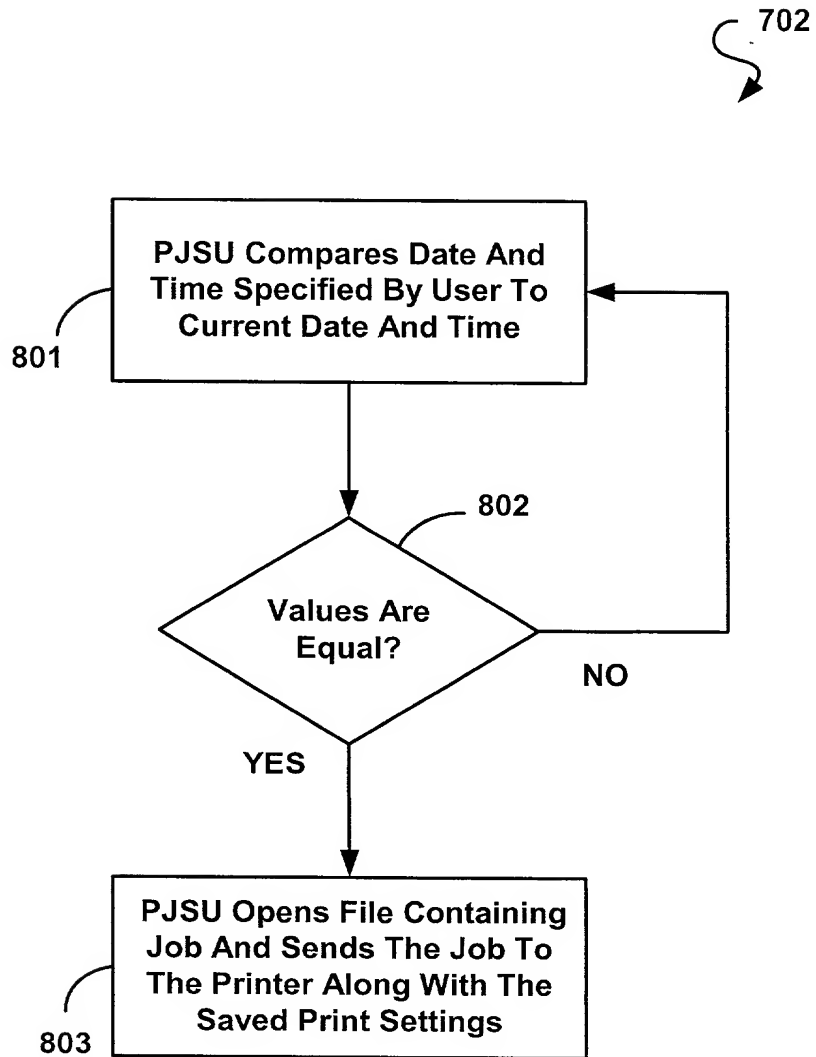 702
PJSU Compares Date And
Time Specified By User To
Current Date And Time
801
802
Values Are
Equal?
NO
YES
PJSU Opens File Containing
Job And Sends The Job To
The Printer Along With The
Saved Print Settings
803